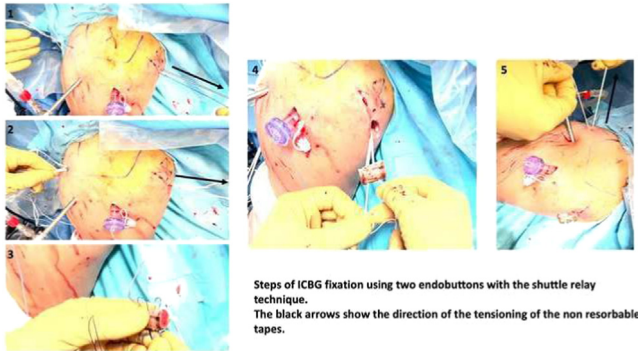 1
2
3
4
5
Steps of ICBG fixation using two endobuttons with the shuttle relay
technique.
The black arrows show the direction of the tensioning of the non resorbable
tapes.